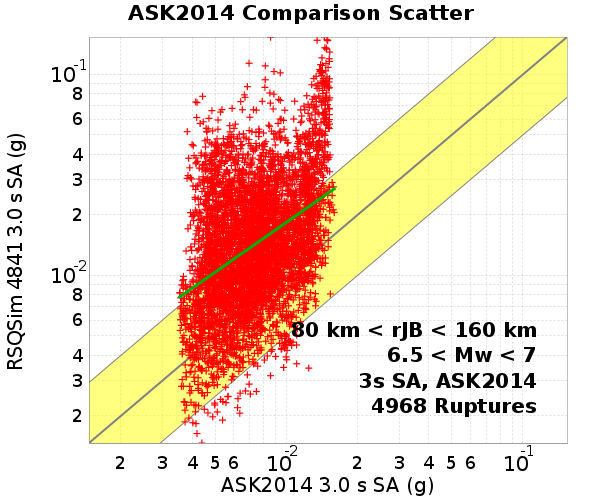 ASK2014 Comparison Scatter
RSQSim 4841 3.0 s SA (g)
10⁻¹
8
6
4
3
2
10⁻²
8
6
4
3
2
80 km < rJB < 160 km
6.5 < Mw < 7
3s SA, ASK2014
4968 Ruptures
2 3 4 5 6 10⁻² 2 3 4 5 6 10⁻¹
ASK2014 3.0 s SA (g)